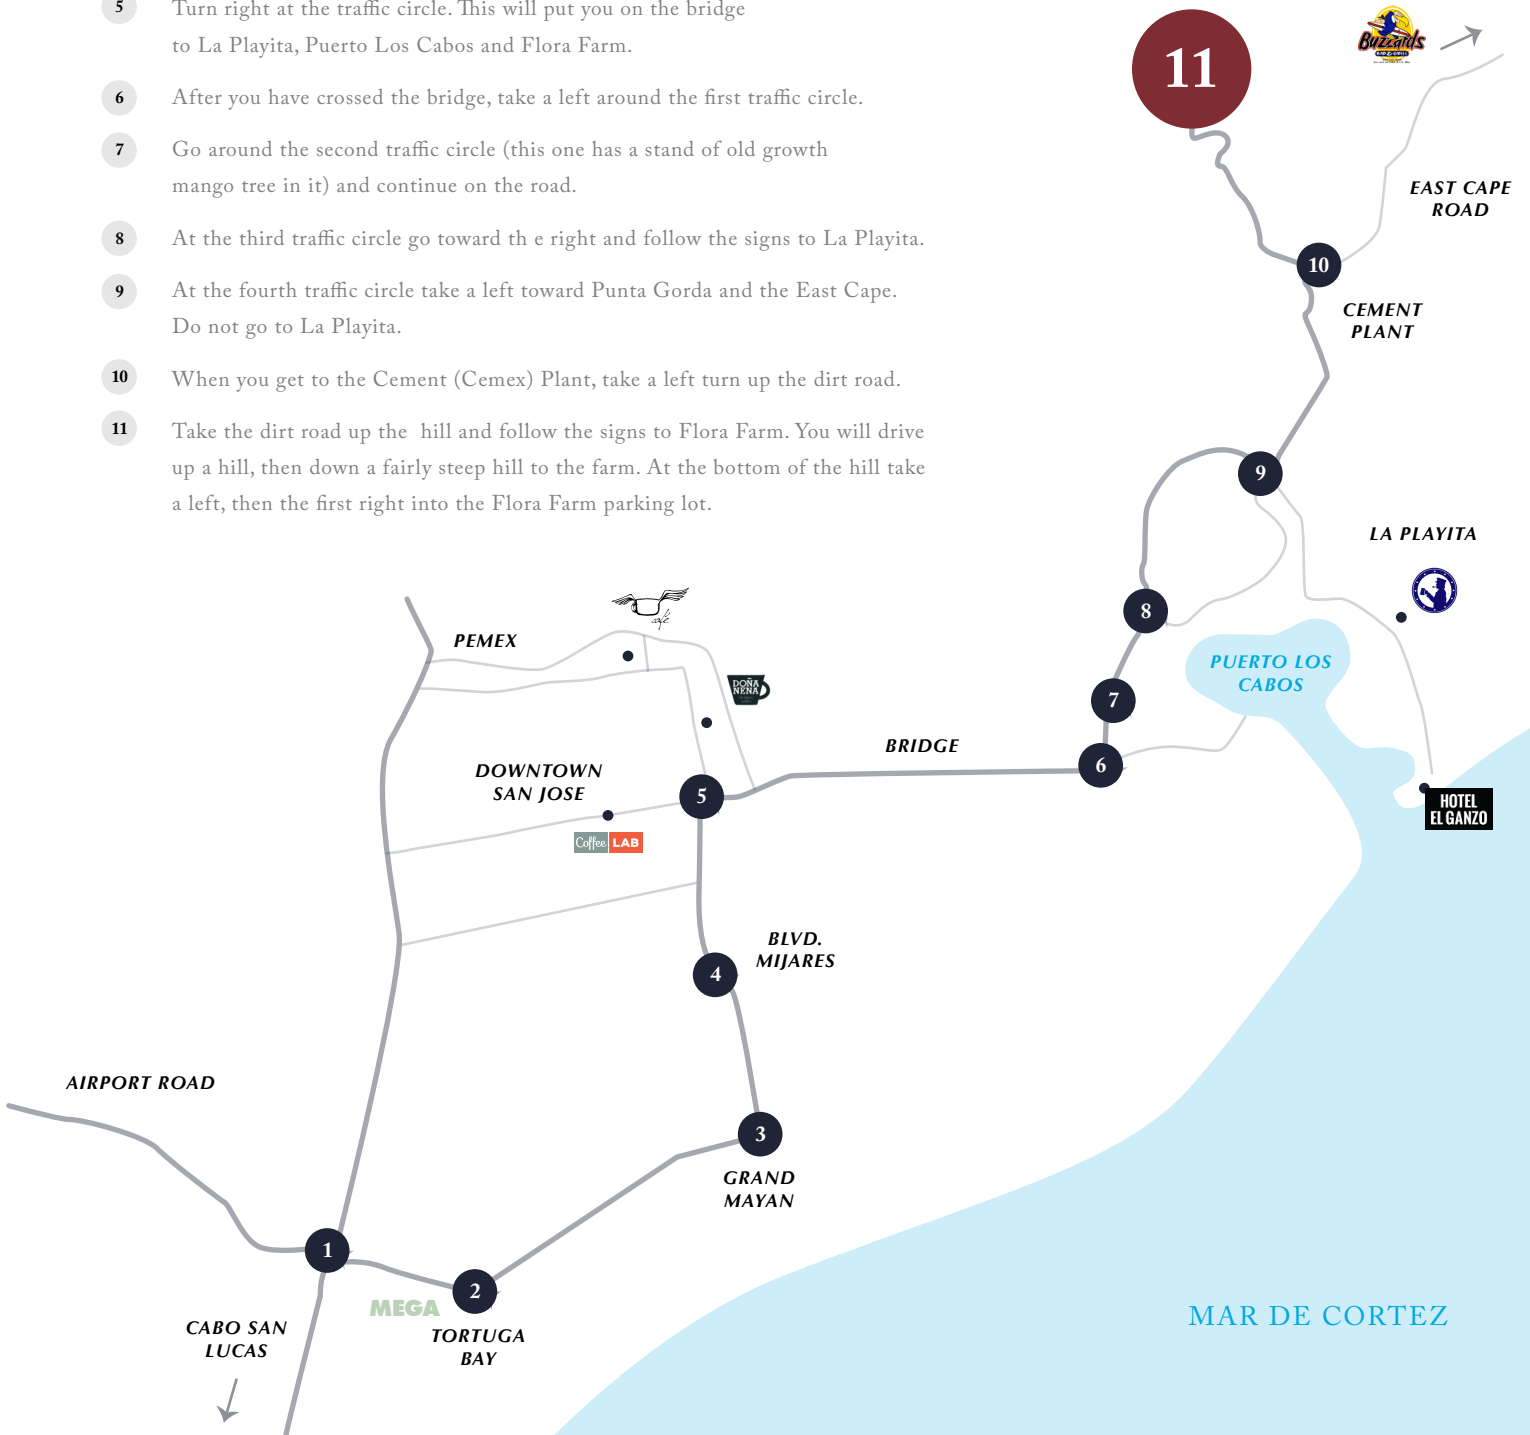 5 Turn right at the traffic circle. This will put you on the bridge
to La Playita, Puerto Los Cabos and Flora Farm.
6 After you have crossed the bridge, take a left around the first traffic circle.
7 Go around the second traffic circle (this one has a stand of old growth
mango tree in it) and continue on the road.
8 At the third traffic circle go toward th e right and follow the signs to La Playita.
9 At the fourth traffic circle take a left toward Punta Gorda and the East Cape.
Do not go to La Playita.
10 When you get to the Cement (Cemex) Plant, take a left turn up the dirt road.
11 Take the dirt road up the hill and follow the signs to Flora Farm. You will drive
up a hill, then down a fairly steep hill to the farm. At the bottom of the hill take
a left, then the first right into the Flora Farm parking lot.
11
Buzzards
EAST CAPE
ROAD
10
CEMENT
PLANT
9
LA PLAYITA
8
PUERTO LOS
CABOS
7
6
BRIDGE
HOTEL
EL GANZO
PEMEX
café
DOÑA
NENA
DOWNTOWN
SAN JOSE
5
Coffee LAB
BLVD.
MIJARES
4
AIRPORT ROAD
3
GRAND
MAYAN
1
2
MEGA
TORTUGA
BAY
CABO SAN
LUCAS
MAR DE CORTEZ